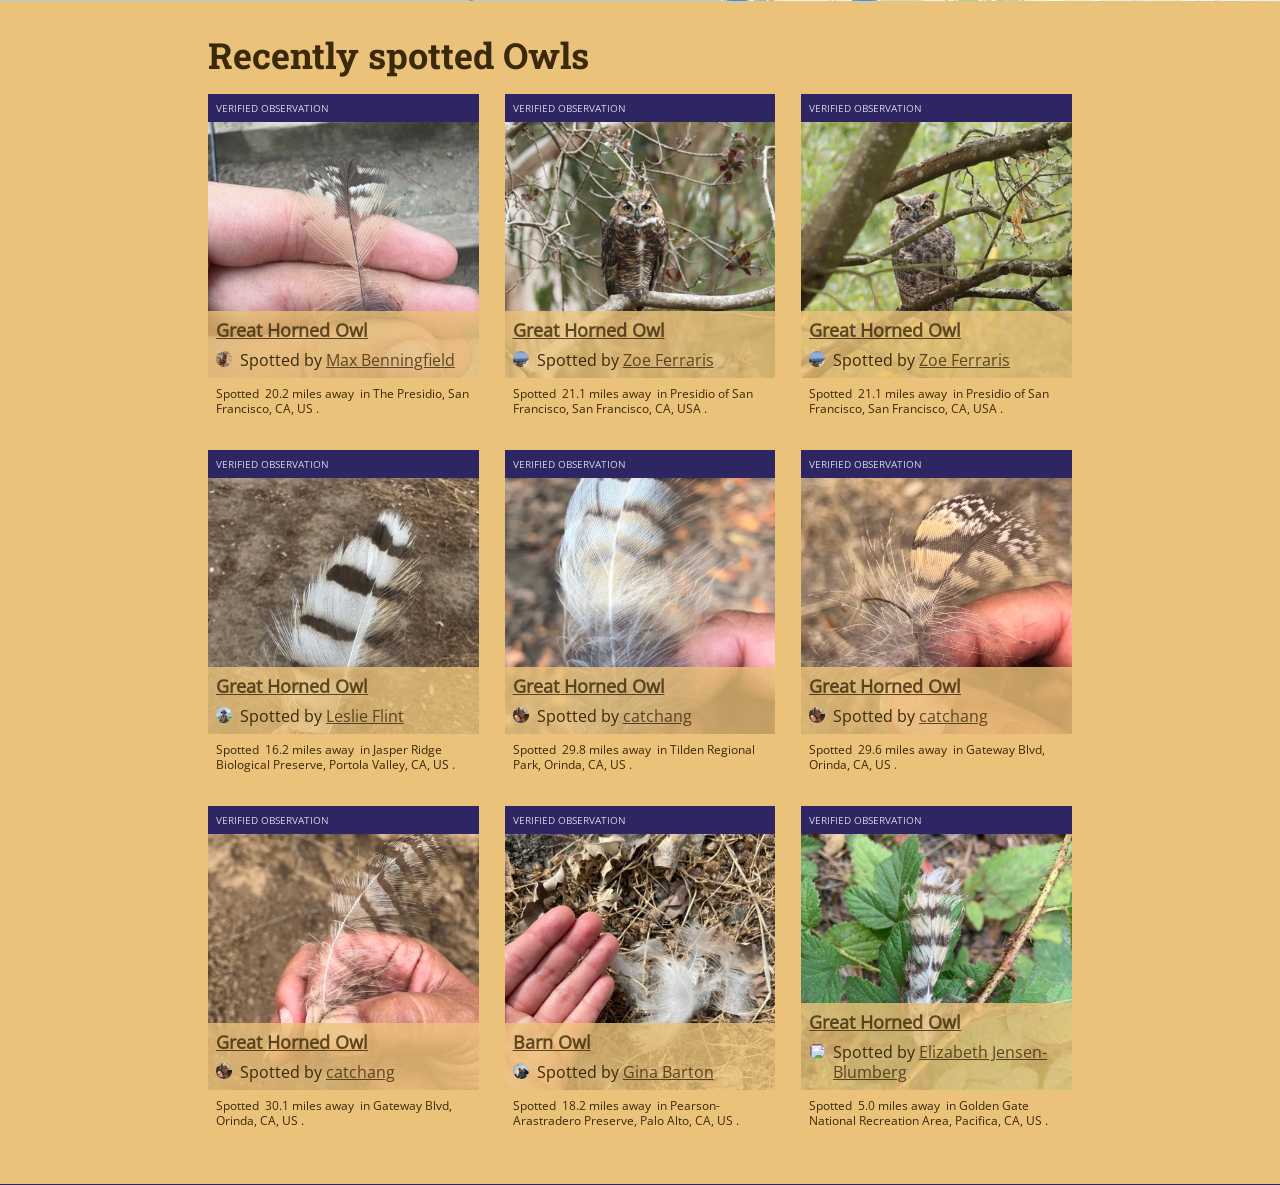 Recently spotted Owls
VERIFIED OBSERVATION
Great Horned Owl
Spotted by Max Benningfield
Spotted 20.2 miles away in The Presidio, San
Francisco, CA, US .
VERIFIED OBSERVATION
Great Horned Owl
Spotted by Zoe Ferraris
Spotted 21.1 miles away in Presidio of San
Francisco, San Francisco, CA, USA .
VERIFIED OBSERVATION
Great Horned Owl
Spotted by Zoe Ferraris
Spotted 21.1 miles away in Presidio of San
Francisco, San Francisco, CA, USA .
VERIFIED OBSERVATION
Great Horned Owl
Spotted by Leslie Flint
Spotted 16.2 miles away in Jasper Ridge
Biological Preserve, Portola Valley, CA, US .
VERIFIED OBSERVATION
Great Horned Owl
Spotted by catchang
Spotted 29.8 miles away in Tilden Regional
Park, Orinda, CA, US .
VERIFIED OBSERVATION
Great Horned Owl
Spotted by catchang
Spotted 29.6 miles away in Gateway Blvd,
Orinda, CA, US .
VERIFIED OBSERVATION
Great Horned Owl
Spotted by catchang
Spotted 30.1 miles away in Gateway Blvd,
Orinda, CA, US .
VERIFIED OBSERVATION
Barn Owl
Spotted by Gina Barton
Spotted 18.2 miles away in Pearson-
Arastradero Preserve, Palo Alto, CA, US .
VERIFIED OBSERVATION
Great Horned Owl
Spotted by Elizabeth Jensen-
Blumberg
Spotted 5.0 miles away in Golden Gate
National Recreation Area, Pacifica, CA, US .